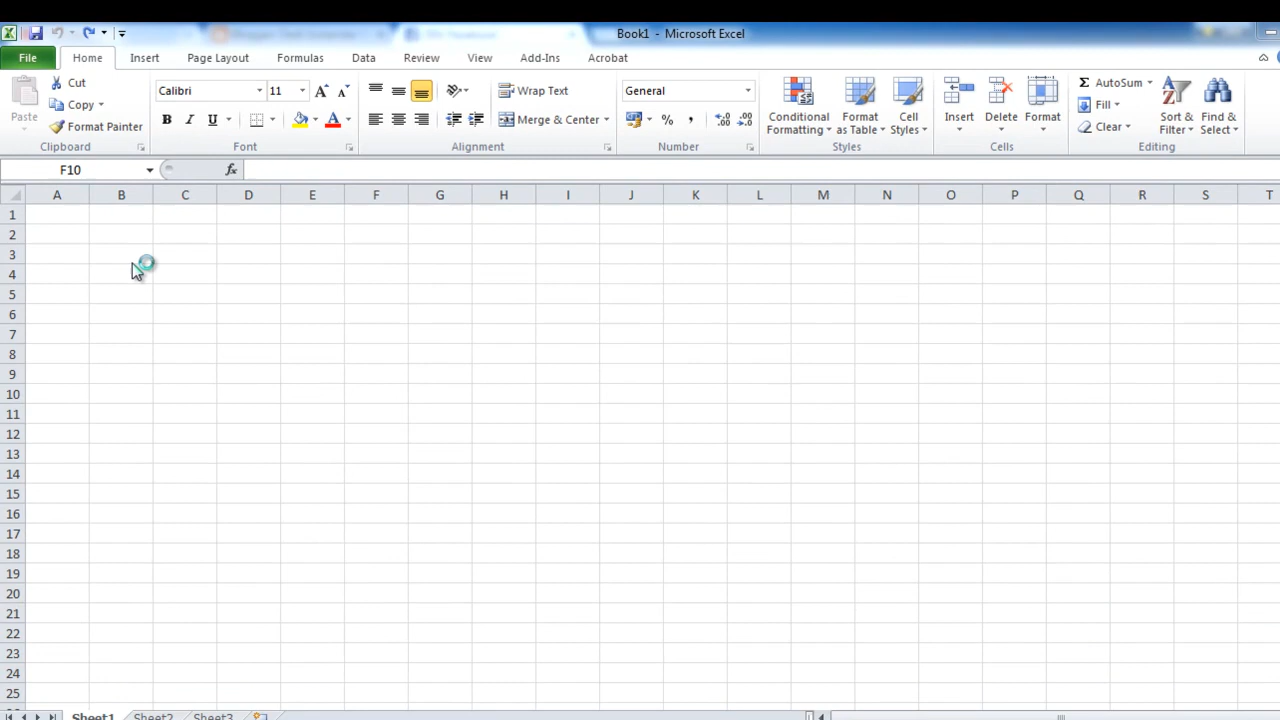 Book1 - Microsoft Excel
File Home Insert Page Layout Formulas Data Review View Add-Ins Acrobat
Cut
Copy
Format Painter
Paste
Clipboard
Calibri 11
B I U A
Font
Wrap Text
Merge & Center
Alignment
General
%
Number
Conditional Formatting
Format as Table
Cell Styles
Styles
Insert
Delete
Format
Cells
Σ AutoSum
Fill
Clear
Sort & Filter
Find & Select
Editing
F10 fx
A B C D E F G H I J K L M N O P Q R S T
1
2
3
4
5
6
7
8
9
10
11
12
13
14
15
16
17
18
19
20
21
22
23
24
25
Sheet1 Sheet2 Sheet3